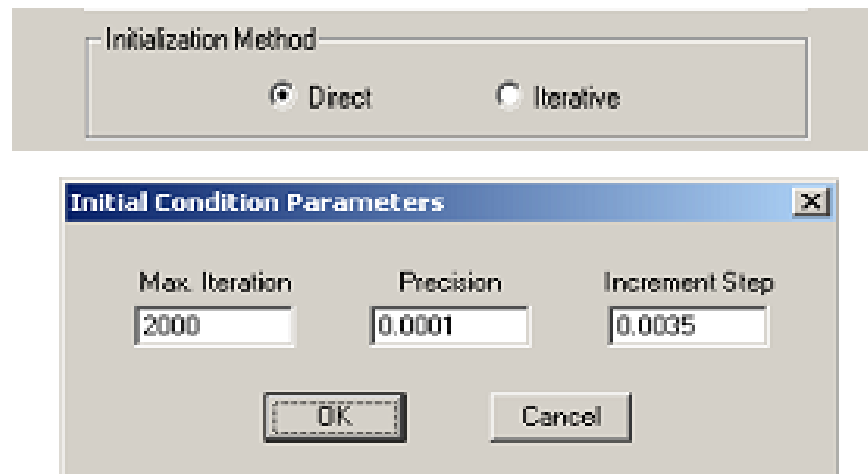 Initialization Method
Direct Iterative
Initial Condition Parameters
Max. Iteration Precision Increment Step
2000 0.0001 0.0035
OK Cancel